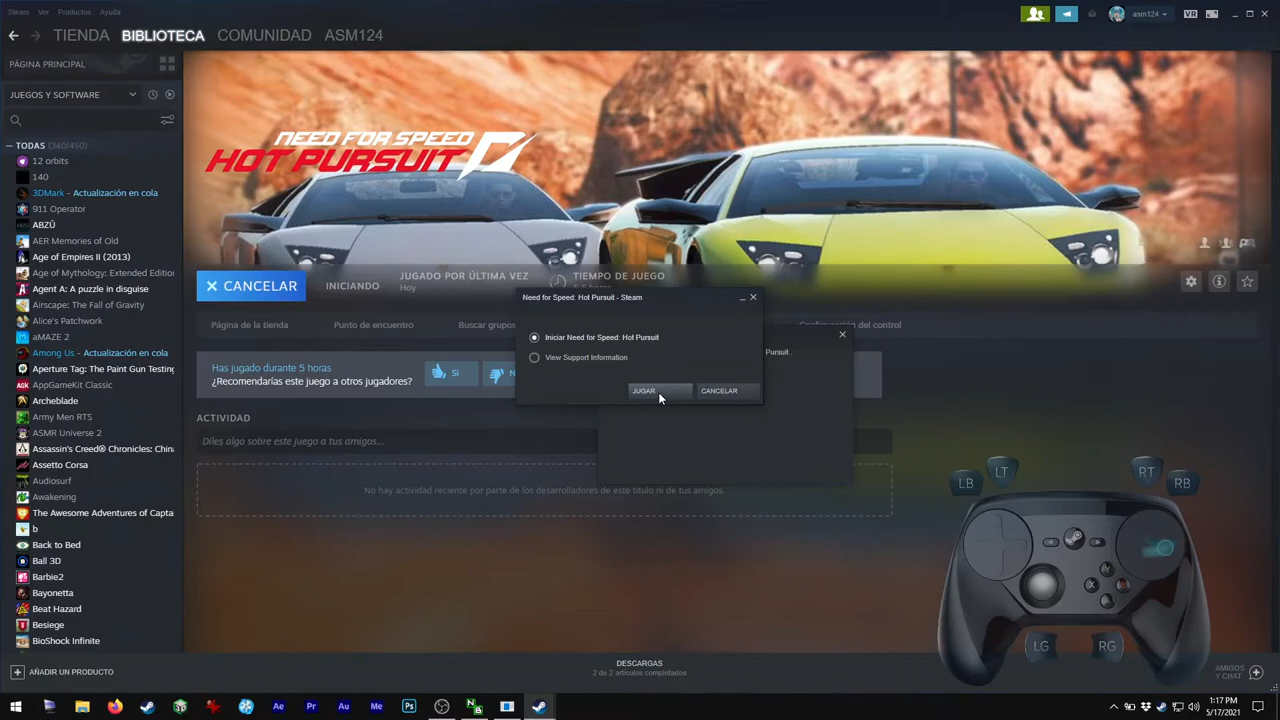 Steam Ver Productos Ayuda
asm124
VR
TIENDA BIBLIOTECA COMUNIDAD ASM124
PÁGINA PRINCIPAL
JUEGOS Y SOFTWARE
TODAS (340/450)
12 orbits
140
3DMark - Actualización en cola
911 Operator
ABZÛ
AER Memories of Old
Age of Empires II (2013)
Age of Mythology: Extended Edition
Agent A: A puzzle in disguise
Airscape: The Fall of Gravity
Alice's Patchwork
aMAZE 2
Among Us - Actualización en cola
Aperture Tag: The Paint Gun Testing
AppGameKit Classic
Archeblade
Army Men RTS
ASMR Universe 2
Assassin's Creed® Chronicles: Chin
Assetto Corsa
Audiosurf
Awakening
The Awesome Adventures of Capta
b
Back to Bed
Ball 3D
Barbie2
Bayonetta
Beat Hazard
Besiege
BioShock Infinite
AÑADIR UN PRODUCTO
NEED FOR SPEED
HOT PURSUIT
CANCELAR
INICIANDO
JUGADO POR ÚLTIMA VEZ
Hoy
TIEMPO DE JUEGO
Página de la tienda
Punto de encuentro
Buscar grupos
del control
Has jugado durante 5 horas
¿Recomendarías este juego a otros jugadores?
Sí
N
Need for Speed: Hot Pursuit - Steam
Iniciar Need for Speed: Hot Pursuit
View Support Information
JUGAR
CANCELAR
Pursuit .
ACTIVIDAD
Diles algo sobre este juego a tus amigos...
No hay actividad reciente por parte de los desarrolladores de este título ni de tus amigos.
LB LT RT RB
Y
X B
A
LG RG
DESCARGAS
2 de 2 artículos completados
AMIGOS
Y CHAT
Ae Pr Au Me Ps
1:17 PM
5/17/2021